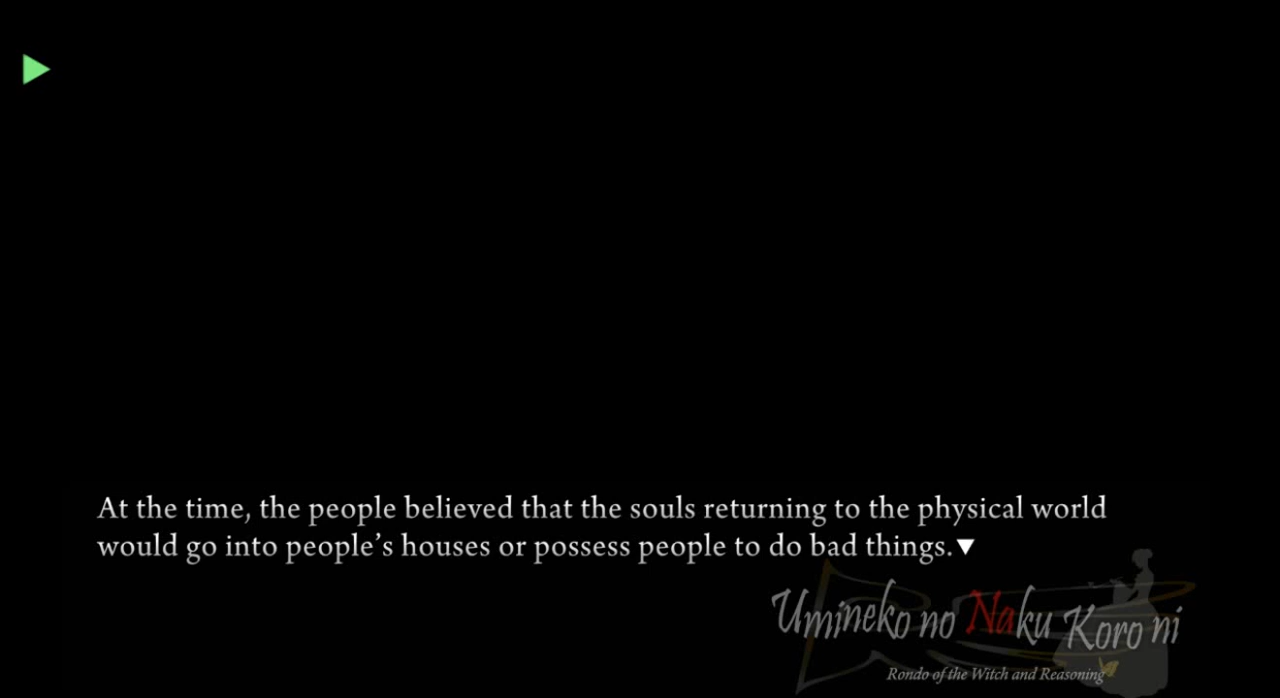 At the time, the people believed that the souls returning to the physical world
would go into people’s houses or possess people to do bad things.
Umineko no Naku Koro ni
Rondo of the Witch and Reasoning